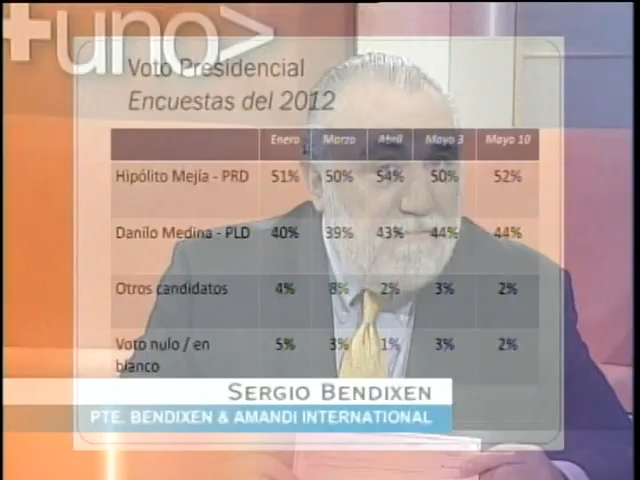 +uno>
Voto Presidencial
Encuestas del 2012
Enero Marzo Abril Mayo 3 Mayo 10
Hipólito Mejía - PRD 51% 50% 54% 50% 52%
Danilo Medina - PLD 40% 39% 43% 44% 44%
Otros candidatos 4% 8% 2% 3% 2%
Voto nulo / en 5% 3% 1% 3% 2%
blanco
SERGIO BENDIXEN
PTE. BENDIXEN & AMANDI INTERNATIONAL